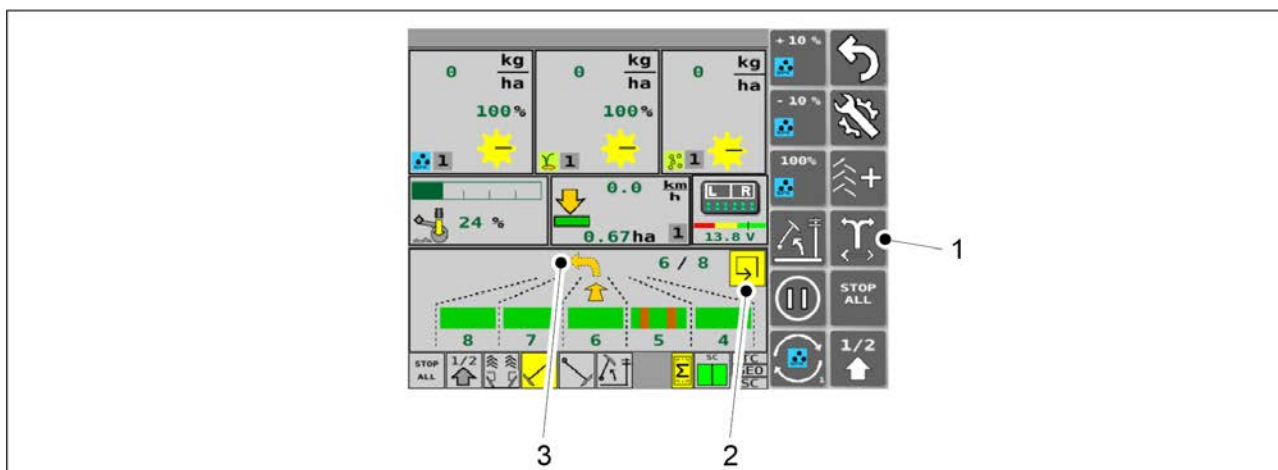 0 kg/ha
100%
1
0 kg/ha
100%
1
0 kg/ha
1
24 %
0.0 km/h
0.67ha 1
L R
13.8 V
6 / 8
8 7 6 5 4
STOP ALL
1/2
Σ
SC
GEO
SC
+ 10 %
- 10 %
100%
STOP ALL
1
1/2
1
2
3